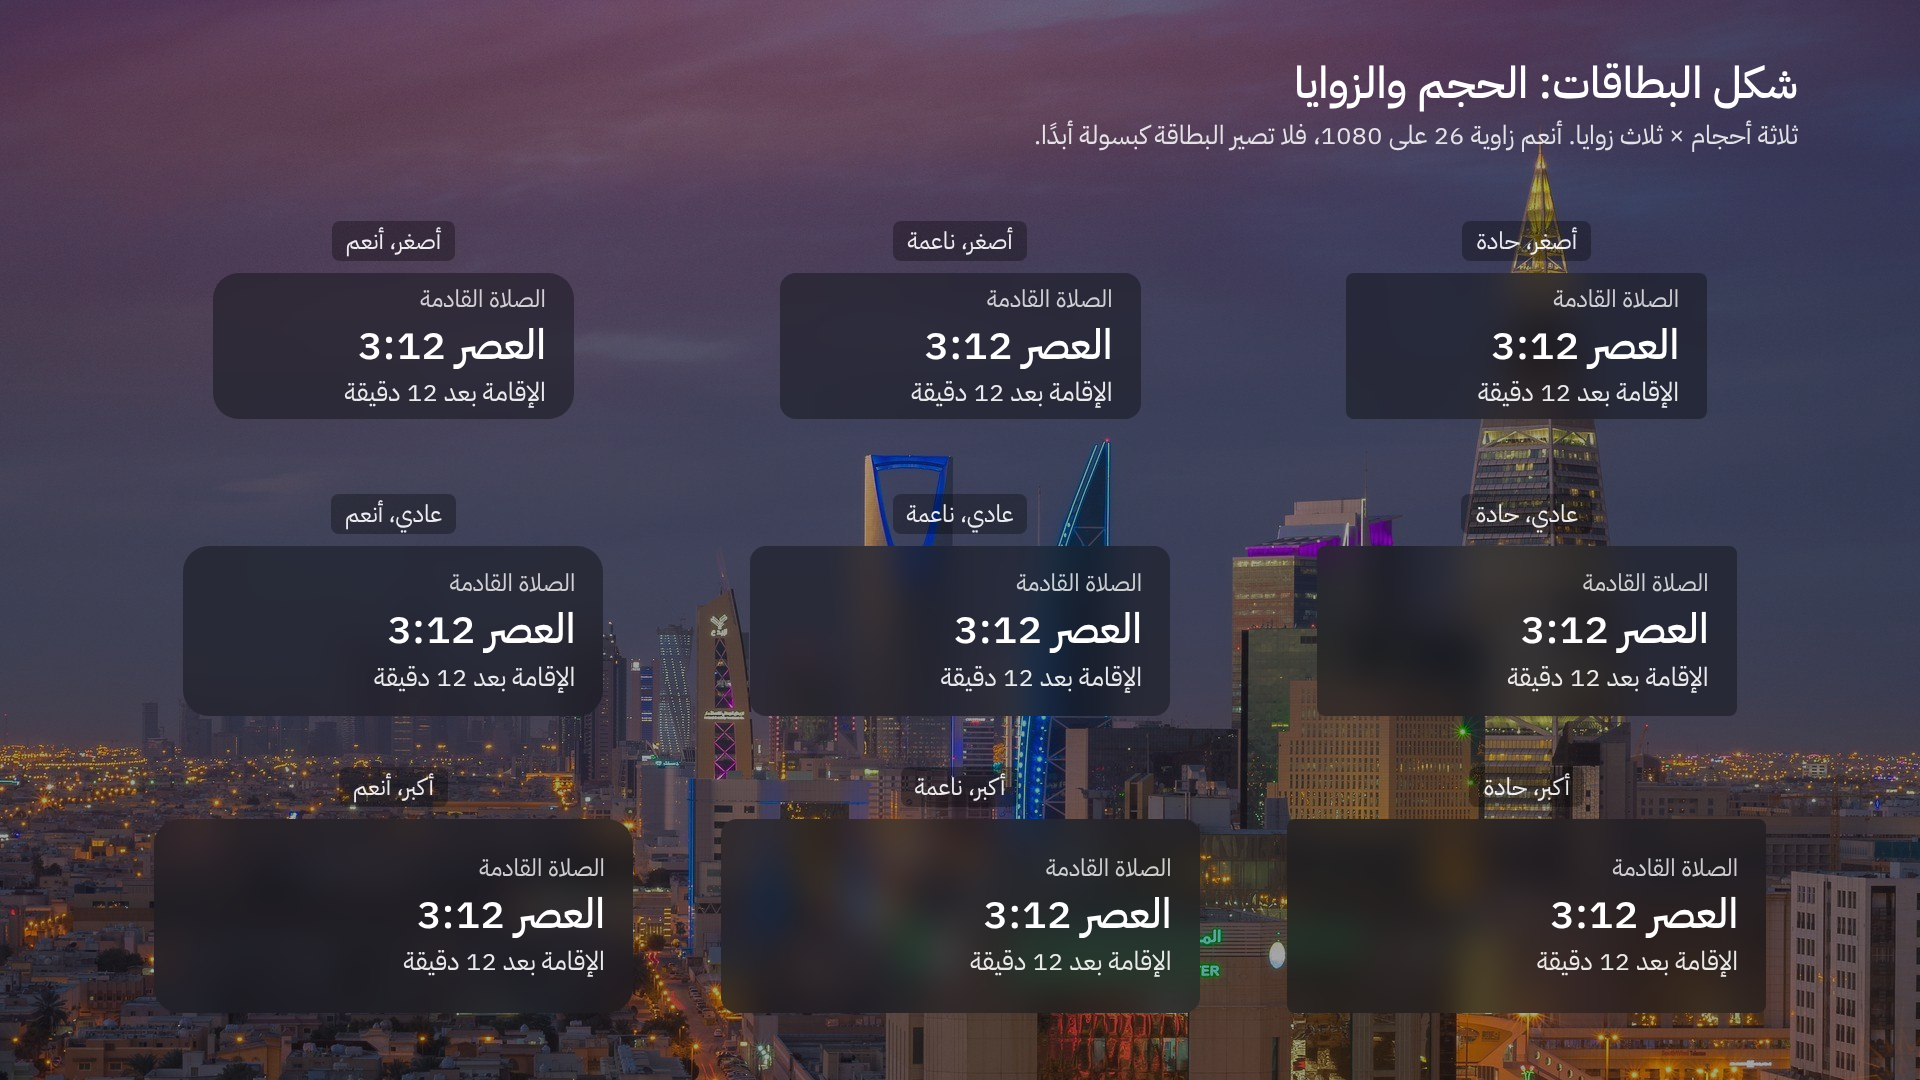 شكل البطاقات: الحجم والزوايا
ثلاثة أحجام × ثلاث زوايا. أنعم زاوية 26 على 1080، فلا تصير البطاقة كبسولة أبدًا.
أصغر، حادة
الصلاة القادمة
العصر 3:12
الإقامة بعد 12 دقيقة
أصغر، ناعمة
الصلاة القادمة
العصر 3:12
الإقامة بعد 12 دقيقة
أصغر، أنعم
الصلاة القادمة
العصر 3:12
الإقامة بعد 12 دقيقة
عادي، حادة
الصلاة القادمة
العصر 3:12
الإقامة بعد 12 دقيقة
عادي، ناعمة
الصلاة القادمة
العصر 3:12
الإقامة بعد 12 دقيقة
عادي، أنعم
الصلاة القادمة
العصر 3:12
الإقامة بعد 12 دقيقة
أكبر، حادة
الصلاة القادمة
العصر 3:12
الإقامة بعد 12 دقيقة
أكبر، ناعمة
الصلاة القادمة
العصر 3:12
الإقامة بعد 12 دقيقة
أكبر، أنعم
الصلاة القادمة
العصر 3:12
الإقامة بعد 12 دقيقة